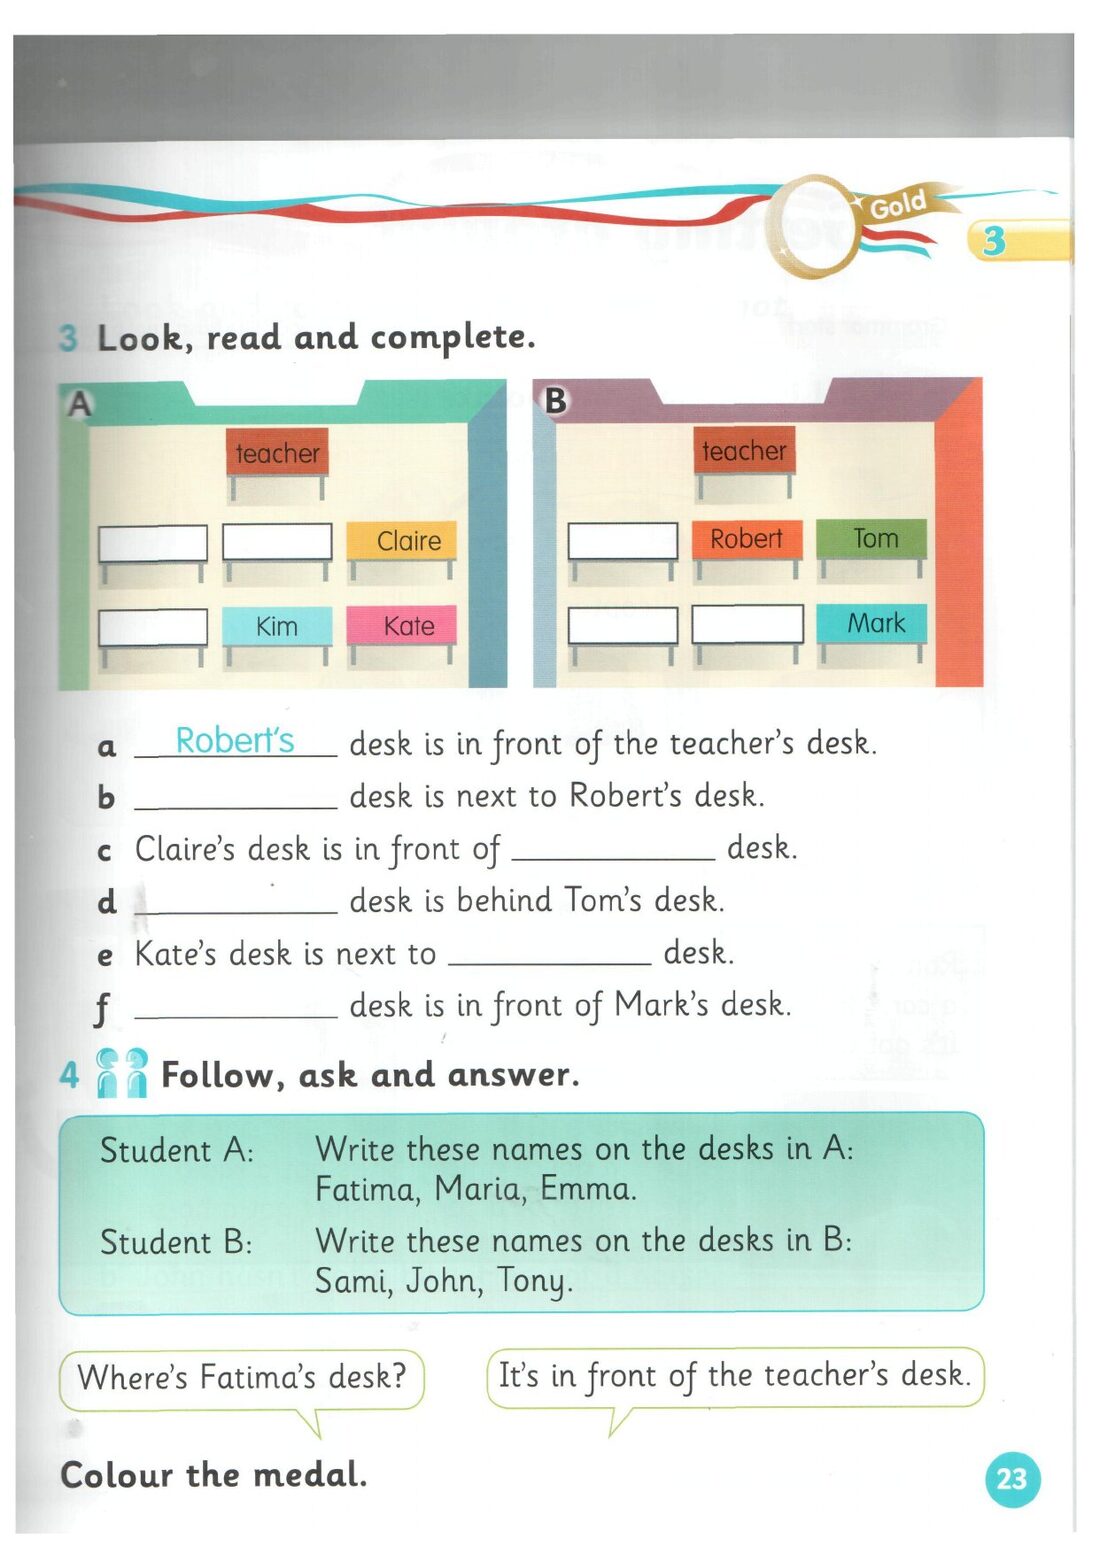 Gold
3
3 Look, read and complete.
A
teacher
Claire
Kim
Kate
B
teacher
Robert
Tom
Mark
a Robert's desk is in front of the teacher's desk.
b ____________ desk is next to Robert's desk.
c Claire's desk is in front of ____________ desk.
d ____________ desk is behind Tom's desk.
e Kate's desk is next to ____________ desk.
f ____________ desk is in front of Mark's desk.
4 Follow, ask and answer.
Student A: Write these names on the desks in A:
Fatima, Maria, Emma.
Student B: Write these names on the desks in B:
Sami, John, Tony.
Where's Fatima's desk?
It's in front of the teacher's desk.
Colour the medal.
23